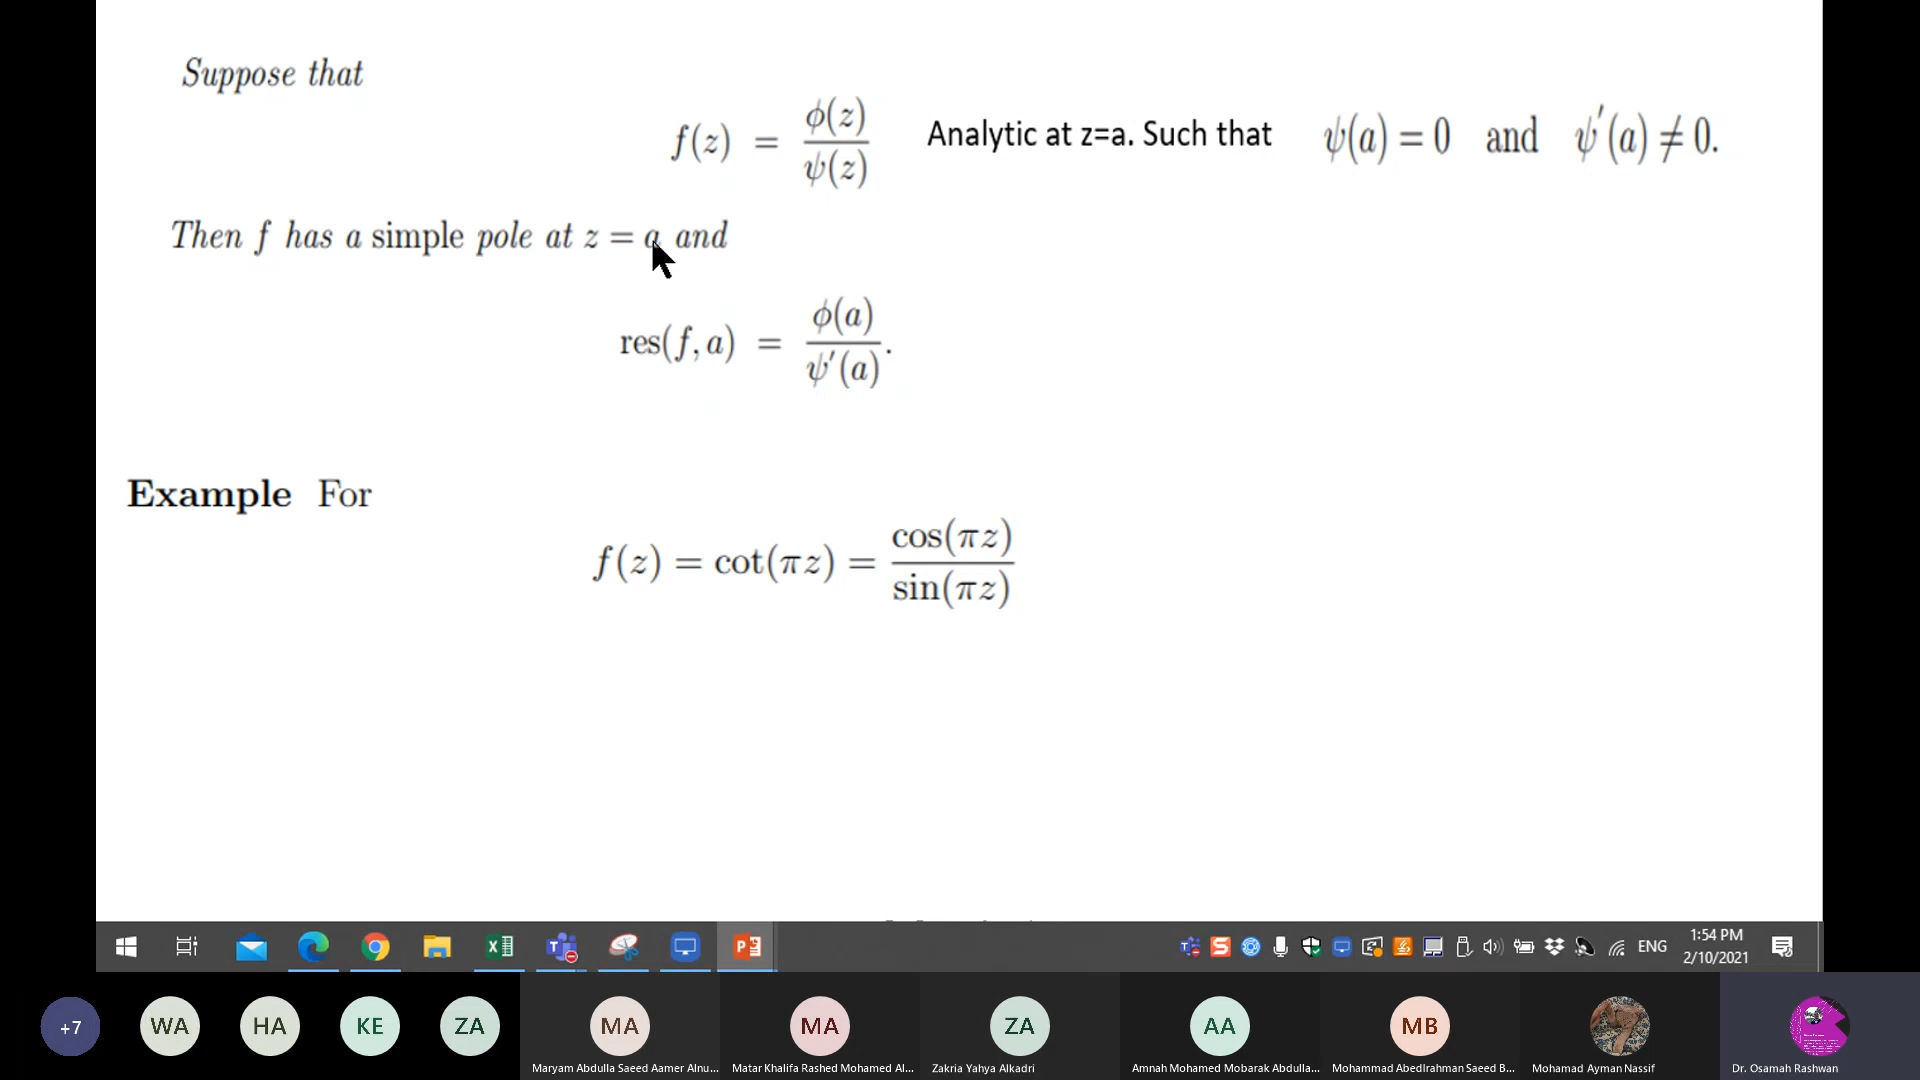 Suppose that
f(z) = ϕ(z)/ψ(z) Analytic at z=a. Such that ψ(a) = 0 and ψ′(a) ≠ 0.
Then f has a simple pole at z = a and
res(f, a) = ϕ(a)/ψ′(a).
Example For
f(z) = cot(πz) = cos(πz)/sin(πz)
ENG
1:54 PM
2/10/2021
+7
WA
HA
KE
ZA
MA
MA
ZA
AA
MB
Maryam Abdulla Saeed Aamer Alnu...
Matar Khalifa Rashed Mohamed Al...
Zakria Yahya Alkadri
Amnah Mohamed Mobarak Abdulla...
Mohammad Abedlrahman Saeed B...
Mohamad Ayman Nassif
Dr. Osamah Rashwan